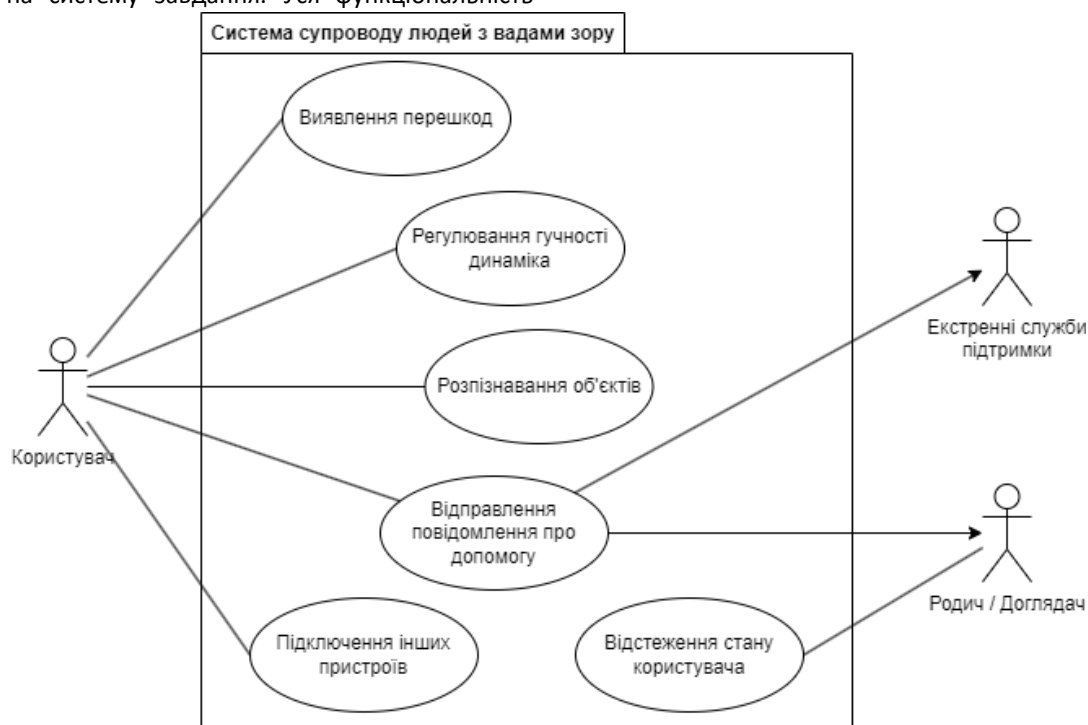 на систему завдання. Уся функціональність
Система супроводу людей з вадами зору
Виявлення перешкод
Регулювання гучності
динаміка
Екстренні служби
підтримки
Розпізнавання об'єктів
Користувач
Відправлення
повідомлення про
допомогу
Родич / Доглядач
Підключення інших
пристроїв
Відстеження стану
користувача